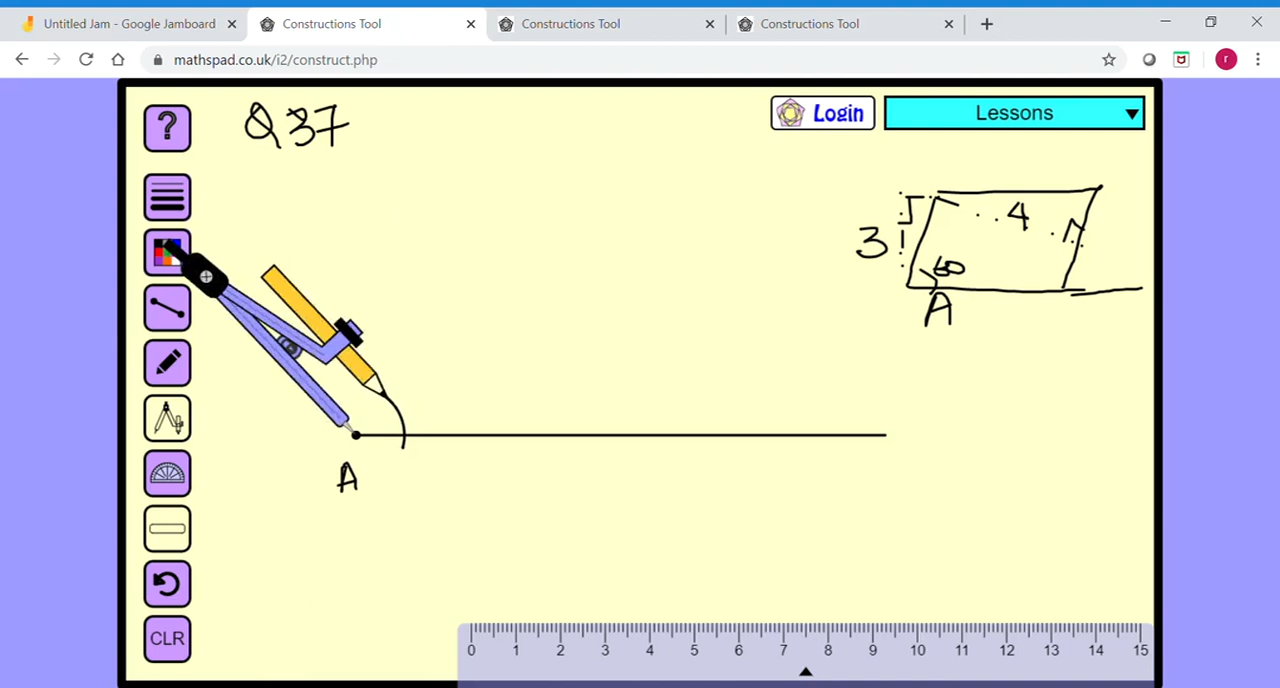 Untitled Jam - Google Jamboard
Constructions Tool
Constructions Tool
Constructions Tool
mathspad.co.uk/i2/construct.php
r
?
Q 37
Login
Lessons
3
4
60
A
A
CLR
0 1 2 3 4 5 6 7 8 9 10 11 12 13 14 15